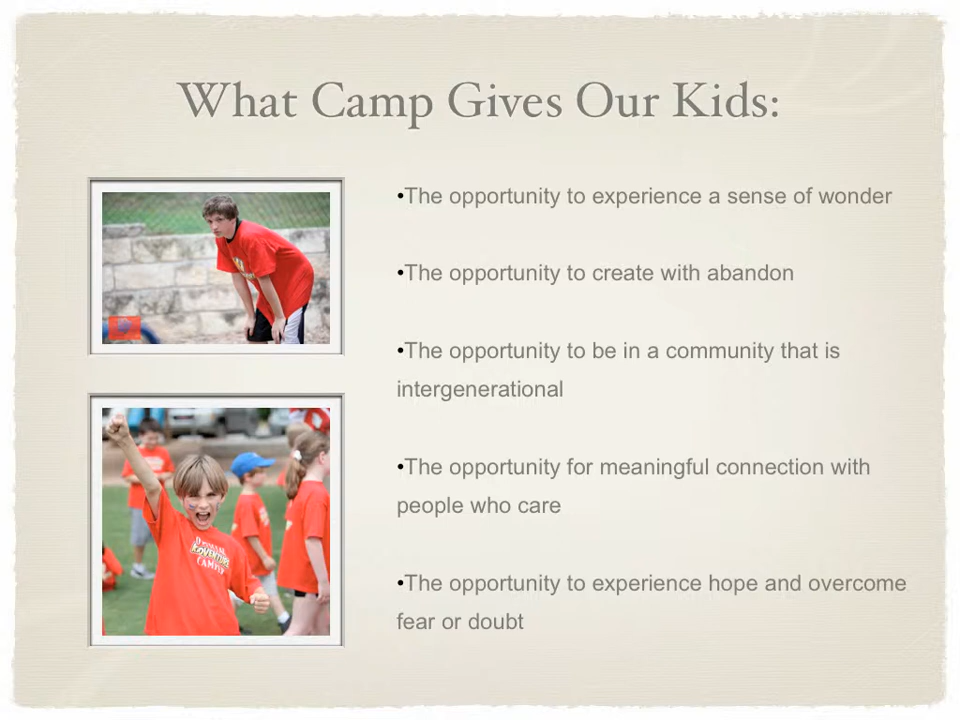 What Camp Gives Our Kids:
•The opportunity to experience a sense of wonder
•The opportunity to create with abandon
•The opportunity to be in a community that is
intergenerational
•The opportunity for meaningful connection with
people who care
•The opportunity to experience hope and overcome
fear or doubt
ADVENTURE
CAMP